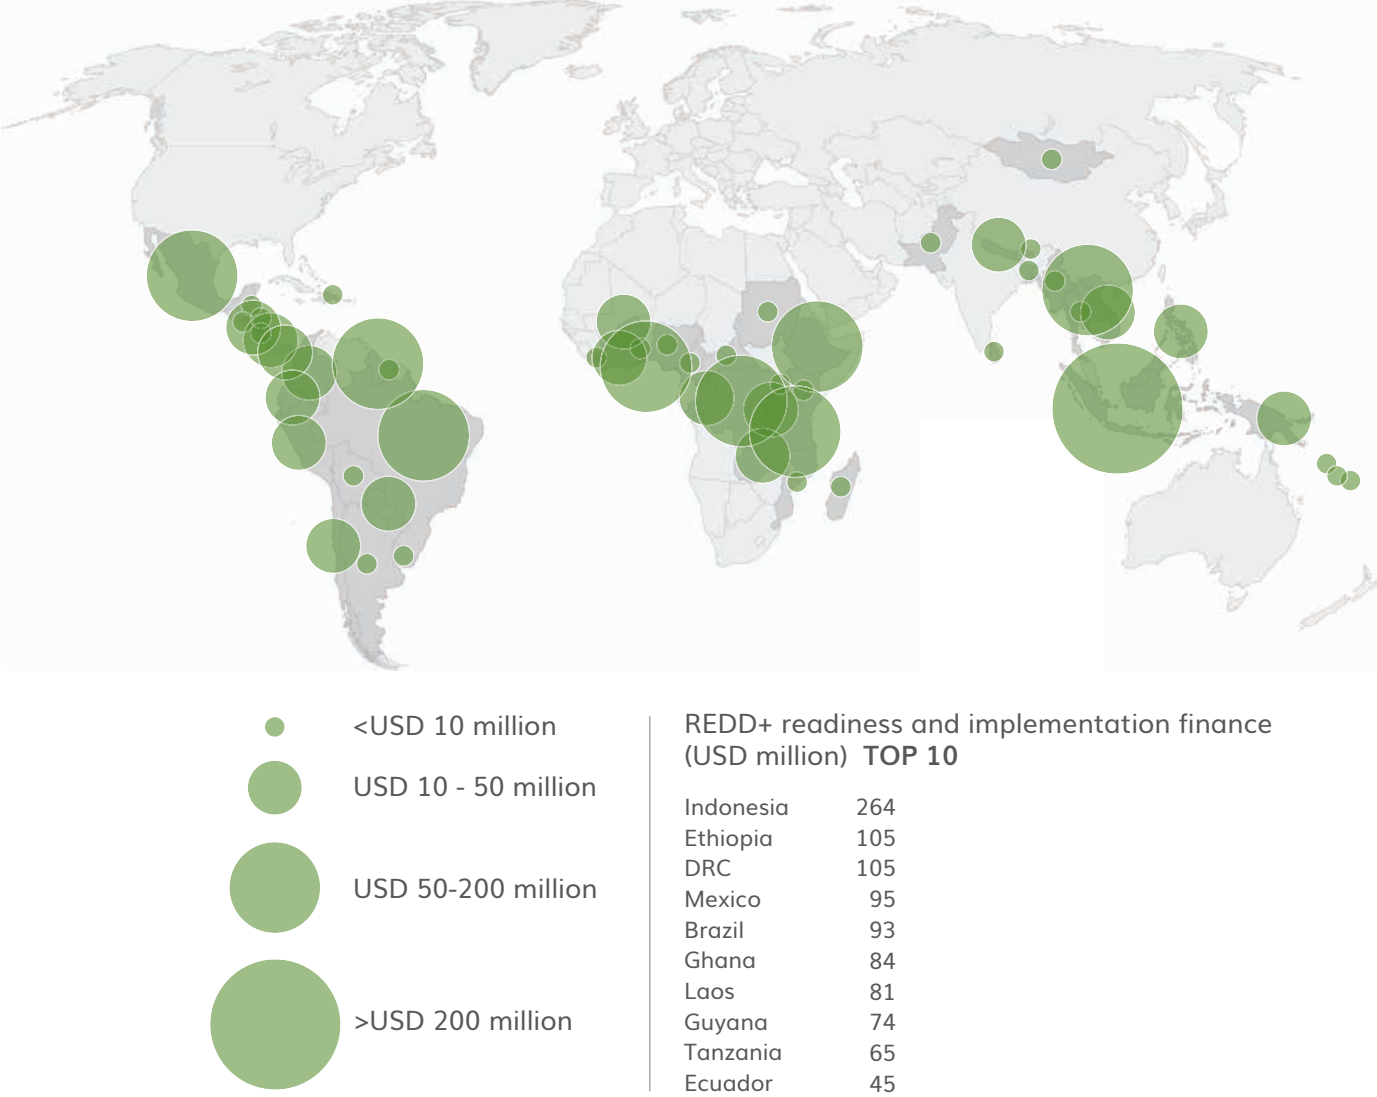 <USD 10 million
USD 10 - 50 million
USD 50-200 million
>USD 200 million
REDD+ readiness and implementation finance
(USD million) TOP 10
Indonesia 264
Ethiopia 105
DRC 105
Mexico 95
Brazil 93
Ghana 84
Laos 81
Guyana 74
Tanzania 65
Ecuador 45